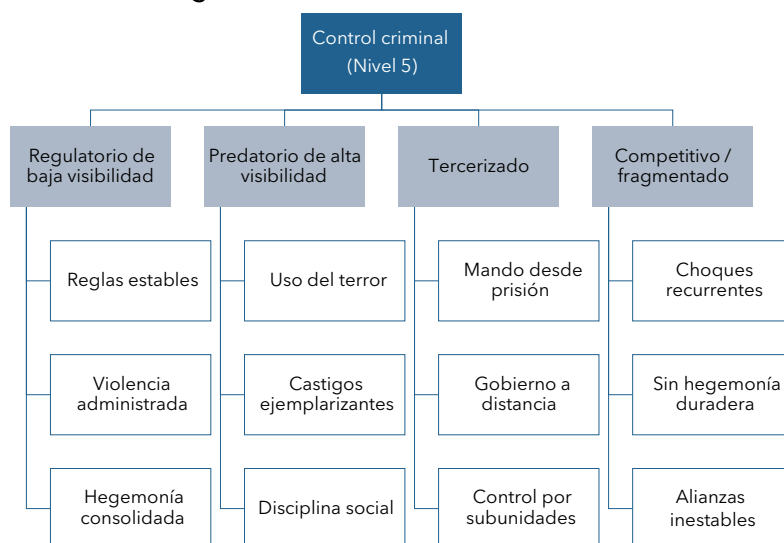 Control criminal
(Nivel 5)
Regulatorio de
baja visibilidad
Predatorio de alta
visibilidad
Tercerizado
Competitivo /
fragmentado
Reglas estables
Uso del terror
Mando desde
prisión
Choques
recurrentes
Violencia
administrada
Castigos
ejemplarizantes
Gobierno a
distancia
Sin hegemonía
duradera
Hegemonía
consolidada
Disciplina social
Control por
subunidades
Alianzas
inestables